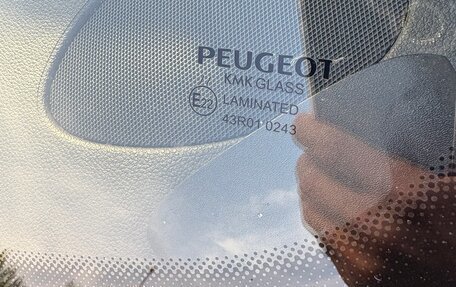 PEUGEOT
KMK GLASS
E22 LAMINATED
43R01 0243